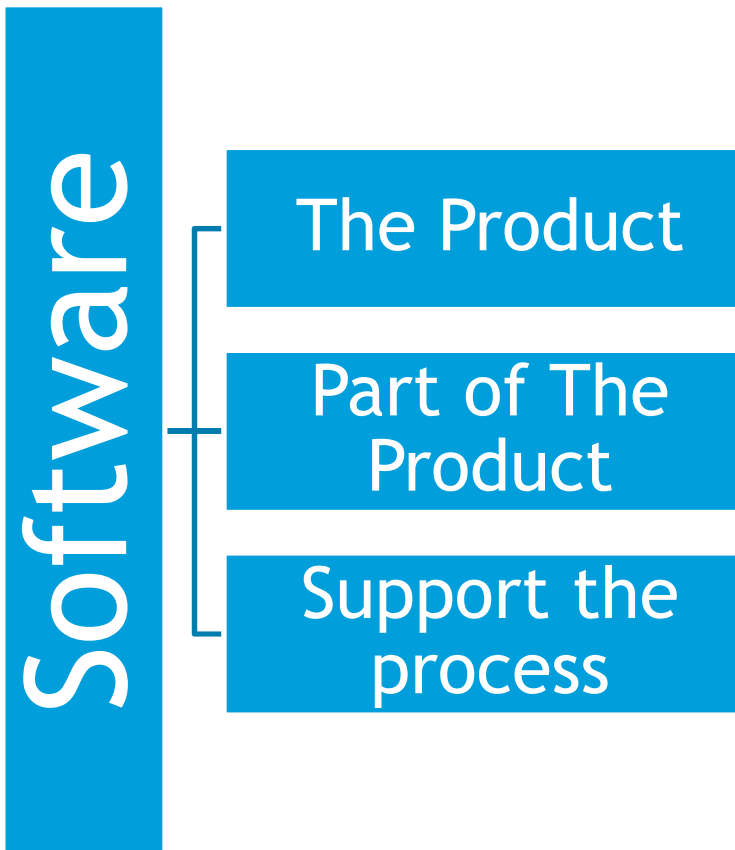 Software
The Product
Part of The
Product
Support the
process